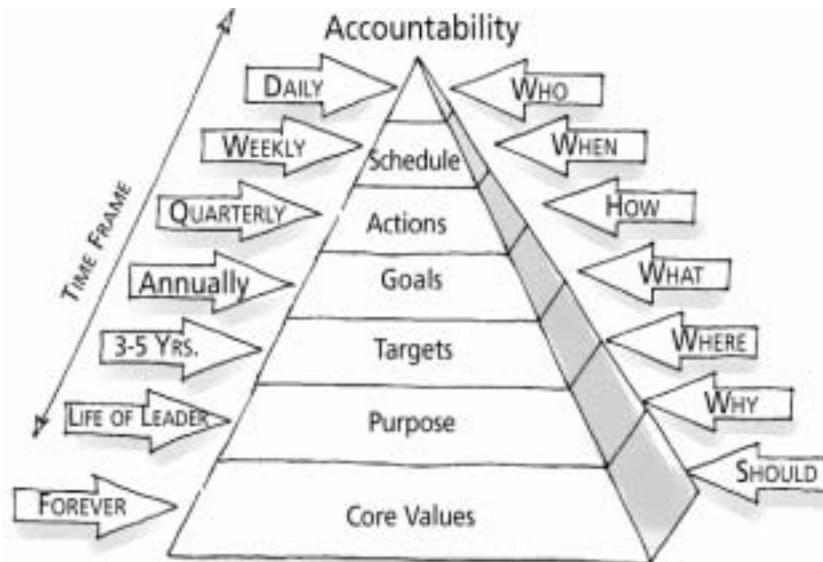 Accountability
DAILY
WHO
WEEKLY
Schedule
WHEN
QUARTERLY
Actions
HOW
Annually
Goals
WHAT
3-5 YRS.
Targets
WHERE
LIFE OF LEADER
Purpose
WHY
FOREVER
Core Values
SHOULD
TIME FRAME